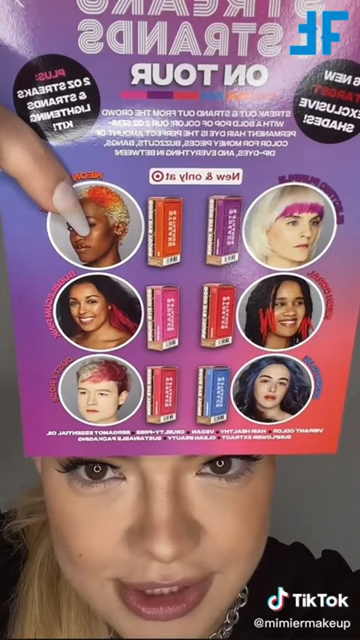 STREAKS
STRANDS
ON TOUR
6 NEW
TARGET
EXCLUSIVE
SHADES!
PLUS:
2 OZ STREAKS
& STRANDS
LIGHTENING
KIT!
STREAK OUT & STAND OUT FROM THE CROWD
WITH A BOLD POP OF COLOR. OUR 2 OZ SEMI-
PERMANENT HAIR DYE IS THE PERFECT AMOUNT
FOR MONEY PIECES, BUZZCUTS, BANGS,
DIP-DYES, AND EVERYTHING IN BETWEEN
New & only at
NEON
VIBRANT COLOR • HAIR HEALTHY • VEGAN • CRUELTY-FREE • BERGAMOT ESSENTIAL OIL
SUNFLOWER EXTRACT • CLEAN BEAUTY • SUSTAINABLE PACKAGING
TikTok
@mimiermakeup